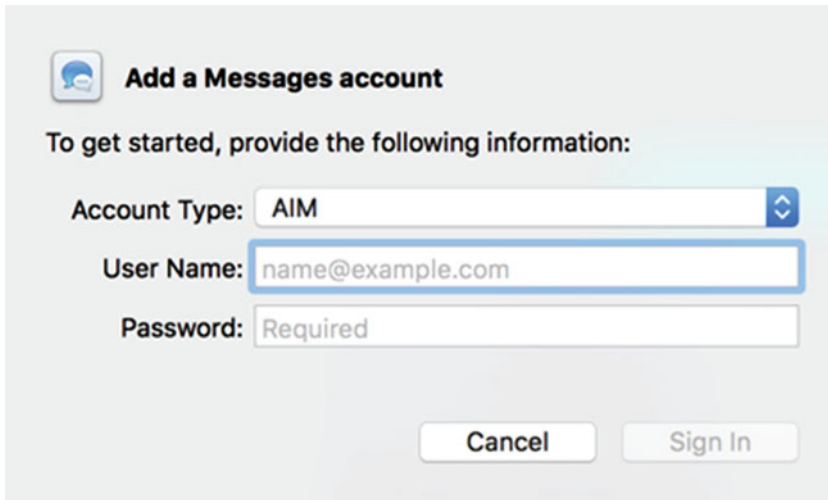 Add a Messages account
To get started, provide the following information:
Account Type: AIM
User Name: name@example.com
Password: Required
Cancel Sign In